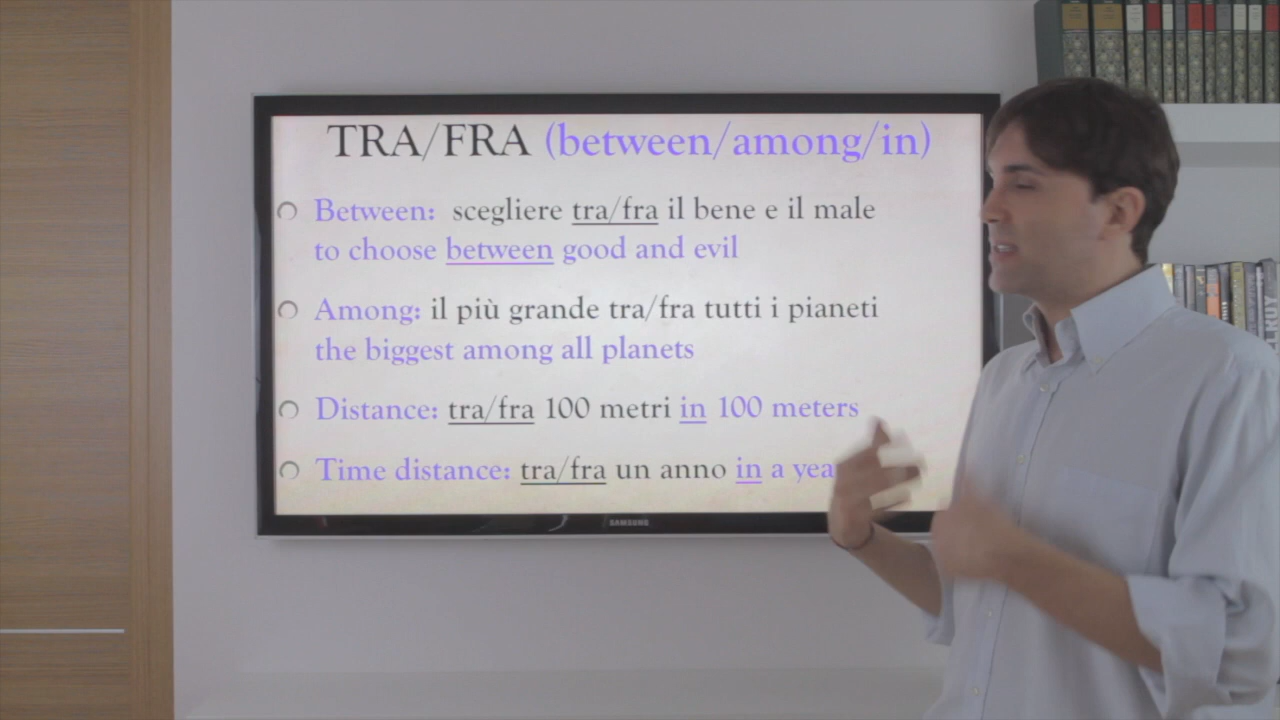 TRA/FRA (between/among/in)
Between: scegliere tra/fra il bene e il male
to choose between good and evil
Among: il più grande tra/fra tutti i pianeti
the biggest among all planets
Distance: tra/fra 100 metri in 100 meters
Time distance: tra/fra un anno in a yea
SAMSUNG